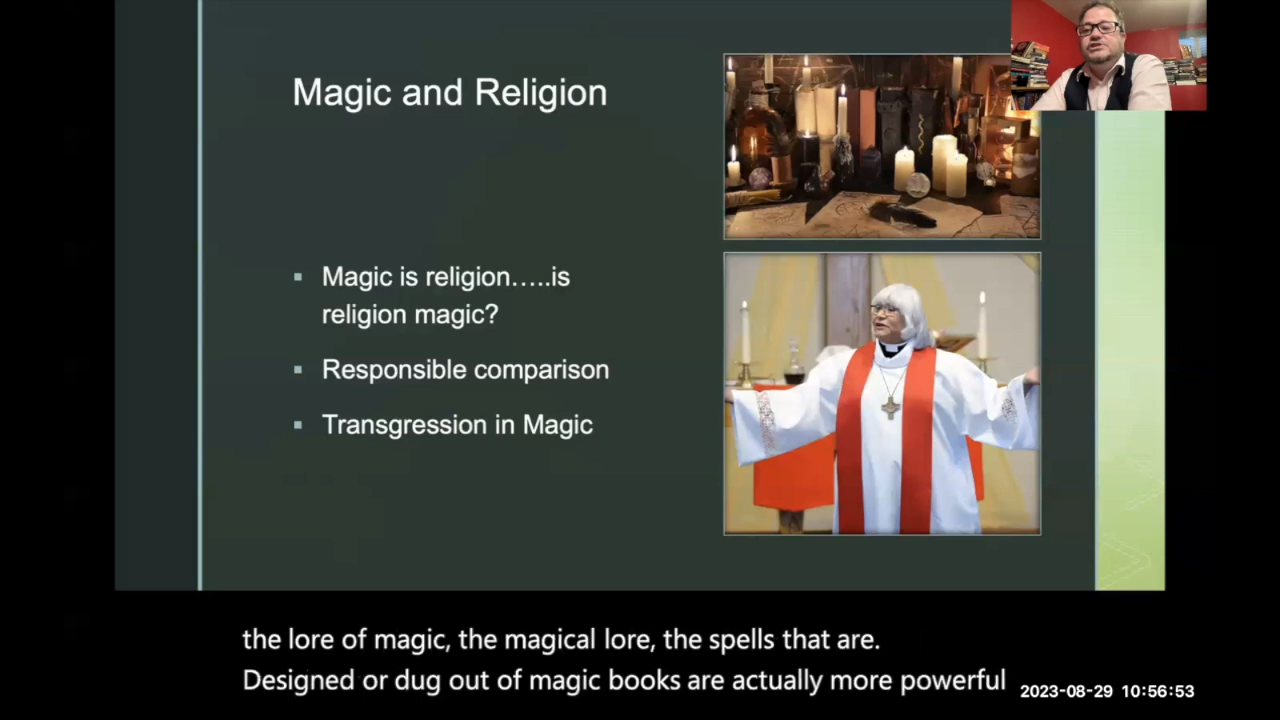 Magic and Religion
Magic is religion…..is
religion magic?
Responsible comparison
Transgression in Magic
the lore of magic, the magical lore, the spells that are.
Designed or dug out of magic books are actually more powerful
2023-08-29 10:56:53